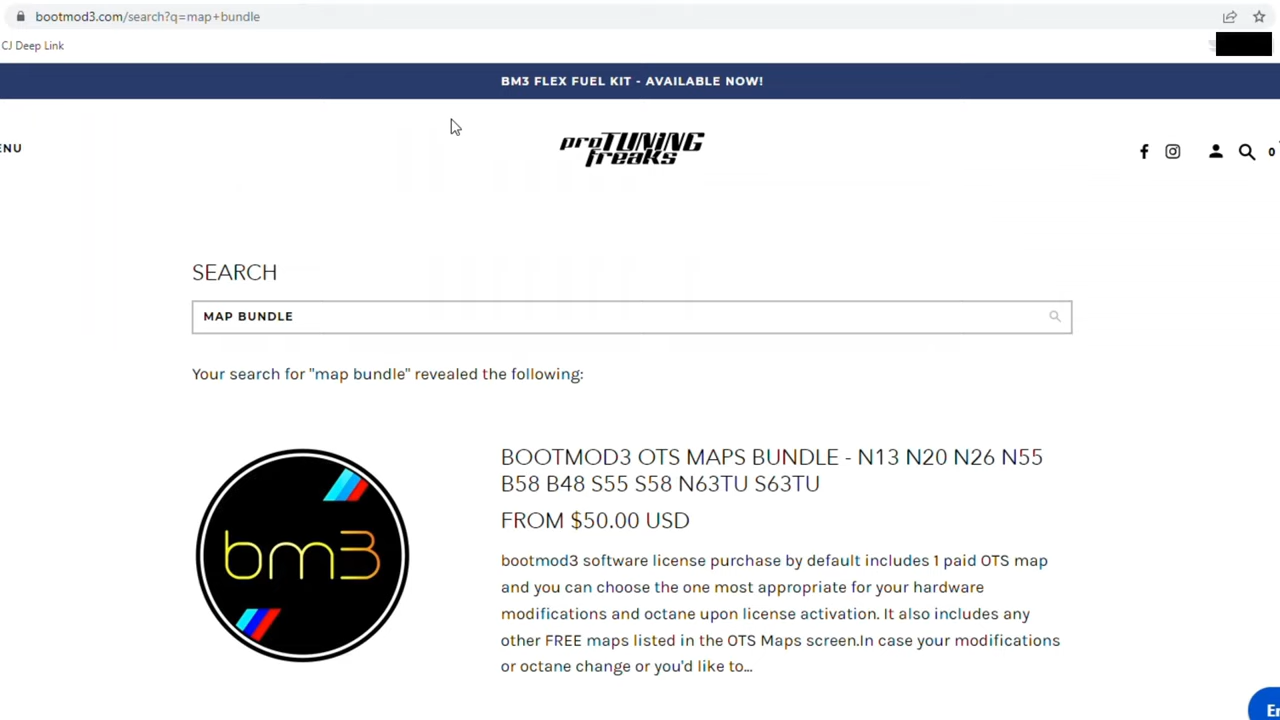 bootmod3.com/search?q=map+bundle
CJ Deep Link
BM3 FLEX FUEL KIT - AVAILABLE NOW!
ENU
proTUNING
freaks
0
SEARCH
MAP BUNDLE
Your search for "map bundle" revealed the following:
bm3
BOOTMOD3 OTS MAPS BUNDLE - N13 N20 N26 N55
B58 B48 S55 S58 N63TU S63TU
FROM $50.00 USD
bootmod3 software license purchase by default includes 1 paid OTS map
and you can choose the one most appropriate for your hardware
modifications and octane upon license activation. It also includes any
other FREE maps listed in the OTS Maps screen.In case your modifications
or octane change or you'd like to...